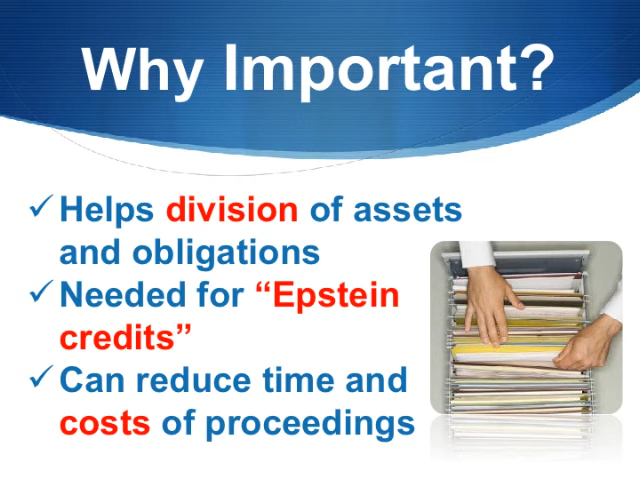 Why Important?
✓ Helps division of assets
and obligations
✓ Needed for “Epstein
credits”
✓ Can reduce time and
costs of proceedings